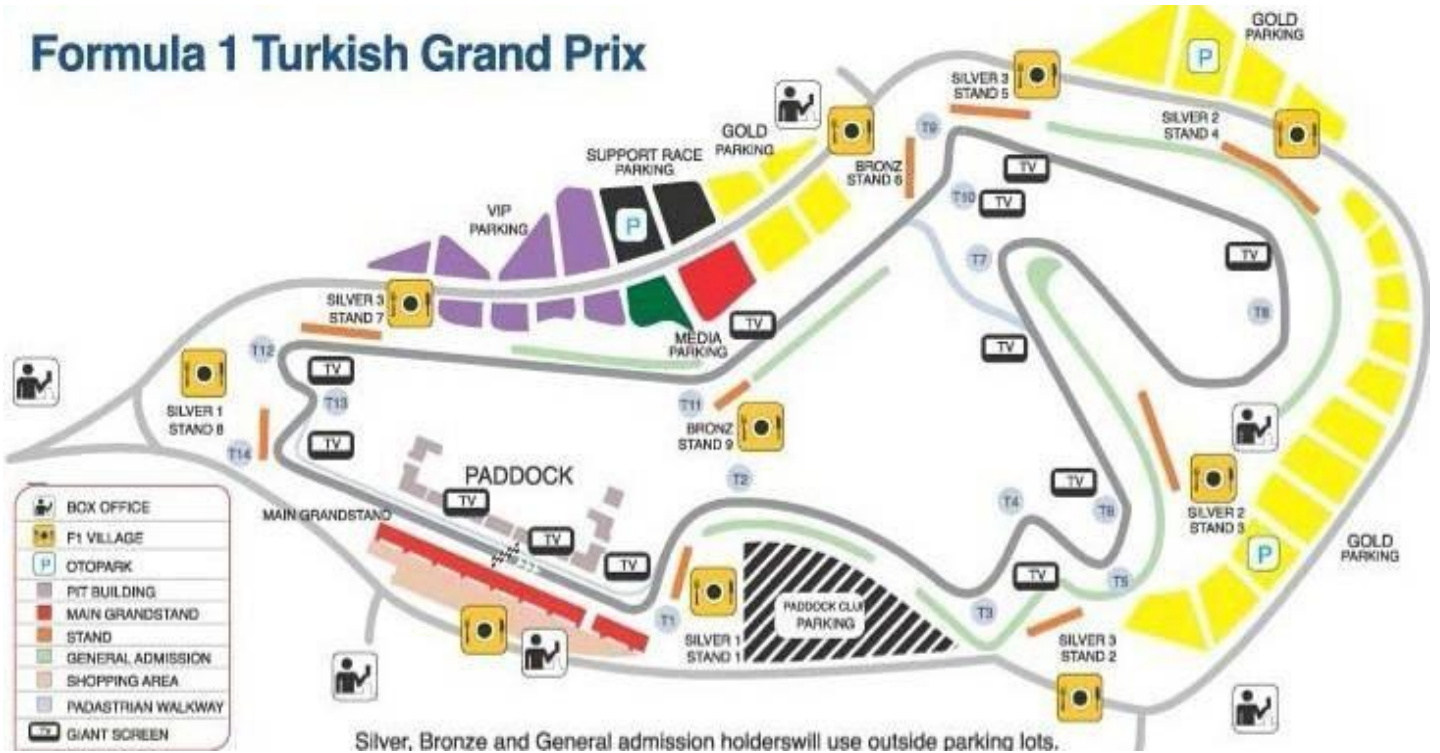 Formula 1 Turkish Grand Prix
GOLD
PARKING
P
SILVER 3
STAND 5
SILVER 2
STAND 4
GOLD
PARKING
T9
SUPPORT RACE
PARKING
BRONZ
STAND 6
TV
T10
TV
VIP
PARKING
P
T7
TV
SILVER 3
STAND 7
T8
MEDIA
PARKING
TV
TV
T12
TV
T13
T11
SILVER 1
STAND 8
BRONZ
STAND 9
TV
T14
PADDOCK
T2
TV
T4
TV
T6
SILVER 2
STAND 3
MAIN GRANDSTAND
TV
TV
GOLD
PARKING
P
T5
TV
T3
T1
PADDOCK CLU
PARKING
SILVER 1
STAND 1
SILVER 3
STAND 2
BOX OFFICE
F1 VILLAGE
P
OTOPARK
PIT BUILDING
MAIN GRANDSTAND
STAND
GENERAL ADMISSION
SHOPPING AREA
PADASTRIAN WALKWAY
TV
GIANT SCREEN
Silver, Bronze and General admission holderswill use outside parking lots.